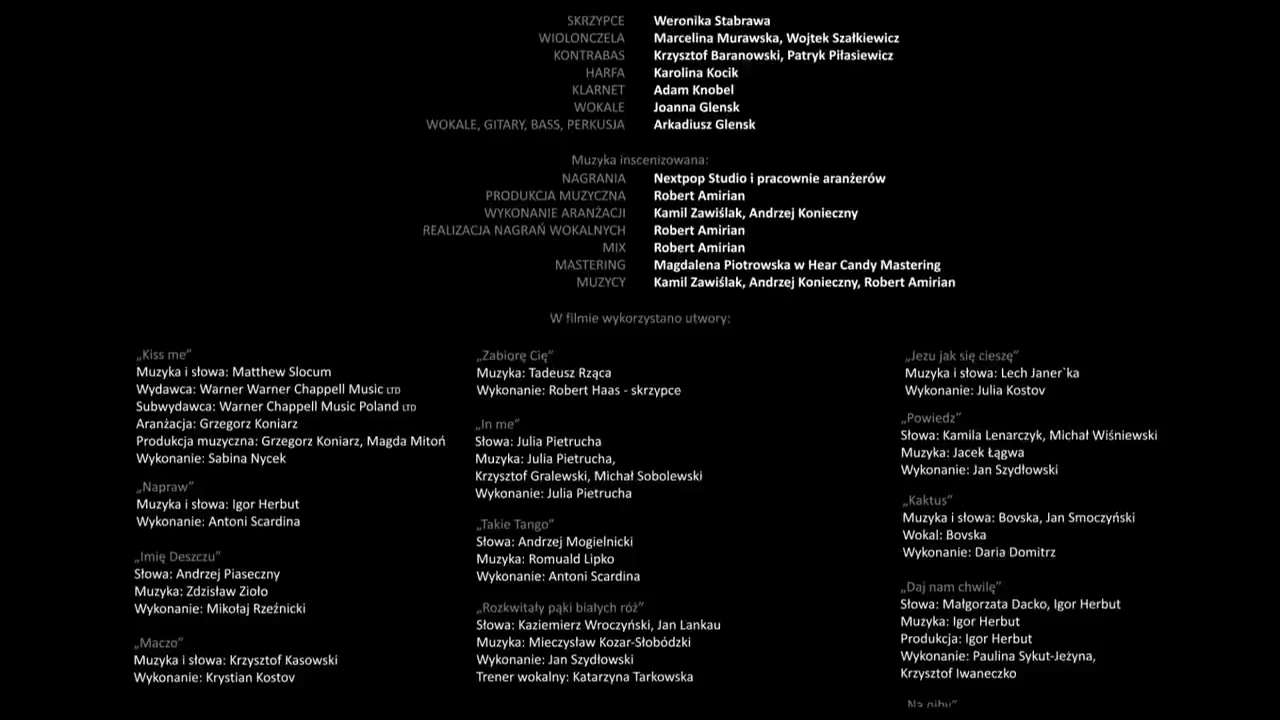 SKRZYPCE Weronika Stabrawa
WIOLONCZELA Marcelina Murawska, Wojtek Szałkiewicz
KONTRABAS Krzysztof Baranowski, Patryk Piłasiewicz
HARFA Karolina Kocik
KLARNET Adam Knobel
WOKALE Joanna Glensk
WOKALE, GITARY, BASS, PERKUSJA Arkadiusz Glensk
Muzyka inscenizowana:
NAGRANIA Nextpop Studio i pracownie aranżerów
PRODUKCJA MUZYCZNA Robert Amirian
WYKONANIE ARANŻACJI Kamil Zawiślak, Andrzej Konieczny
REALIZACJA NAGRAŃ WOKALNYCH Robert Amirian
MIX Robert Amirian
MASTERING Magdalena Piotrowska w Hear Candy Mastering
MUZYCY Kamil Zawiślak, Andrzej Konieczny, Robert Amirian
W filmie wykorzystano utwory:
„Kiss me”
Muzyka i słowa: Matthew Slocum
Wydawca: Warner Warner Chappell Music LTD
Subwydawca: Warner Chappell Music Poland LTD
Aranżacja: Grzegorz Koniarz
Produkcja muzyczna: Grzegorz Koniarz, Magda Mitoń
Wykonanie: Sabina Nycek
„Napraw”
Muzyka i słowa: Igor Herbut
Wykonanie: Antoni Scardina
„Imię Deszczu”
Słowa: Andrzej Piaseczny
Muzyka: Zdzisław Zioło
Wykonanie: Mikołaj Rzeźnicki
„Maczo”
Muzyka i słowa: Krzysztof Kasowski
Wykonanie: Krystian Kostov
„Zabiorę Cię”
Muzyka: Tadeusz Rząca
Wykonanie: Robert Haas - skrzypce
„In me”
Słowa: Julia Pietrucha
Muzyka: Julia Pietrucha,
Krzysztof Gralewski, Michał Sobolewski
Wykonanie: Julia Pietrucha
„Takie Tango”
Słowa: Andrzej Mogielnicki
Muzyka: Romuald Lipko
Wykonanie: Antoni Scardina
„Rozkwitały pąki białych róż”
Słowa: Kaziemierz Wroczyński, Jan Lankau
Muzyka: Mieczysław Kozar-Słobódzki
Wykonanie: Jan Szydłowski
Trener wokalny: Katarzyna Tarkowska
„Jezu jak się cieszę”
Muzyka i słowa: Lech Janer`ka
Wykonanie: Julia Kostov
„Powiedz”
Słowa: Kamila Lenarczyk, Michał Wiśniewski
Muzyka: Jacek Łągwa
Wykonanie: Jan Szydłowski
„Kaktus”
Muzyka i słowa: Bovska, Jan Smoczyński
Wokal: Bovska
Wykonanie: Daria Domitrz
„Daj nam chwilę”
Słowa: Małgorzata Dacko, Igor Herbut
Muzyka: Igor Herbut
Produkcja: Igor Herbut
Wykonanie: Paulina Sykut-Jeżyna,
Krzysztof Iwaneczko
„Na niby”